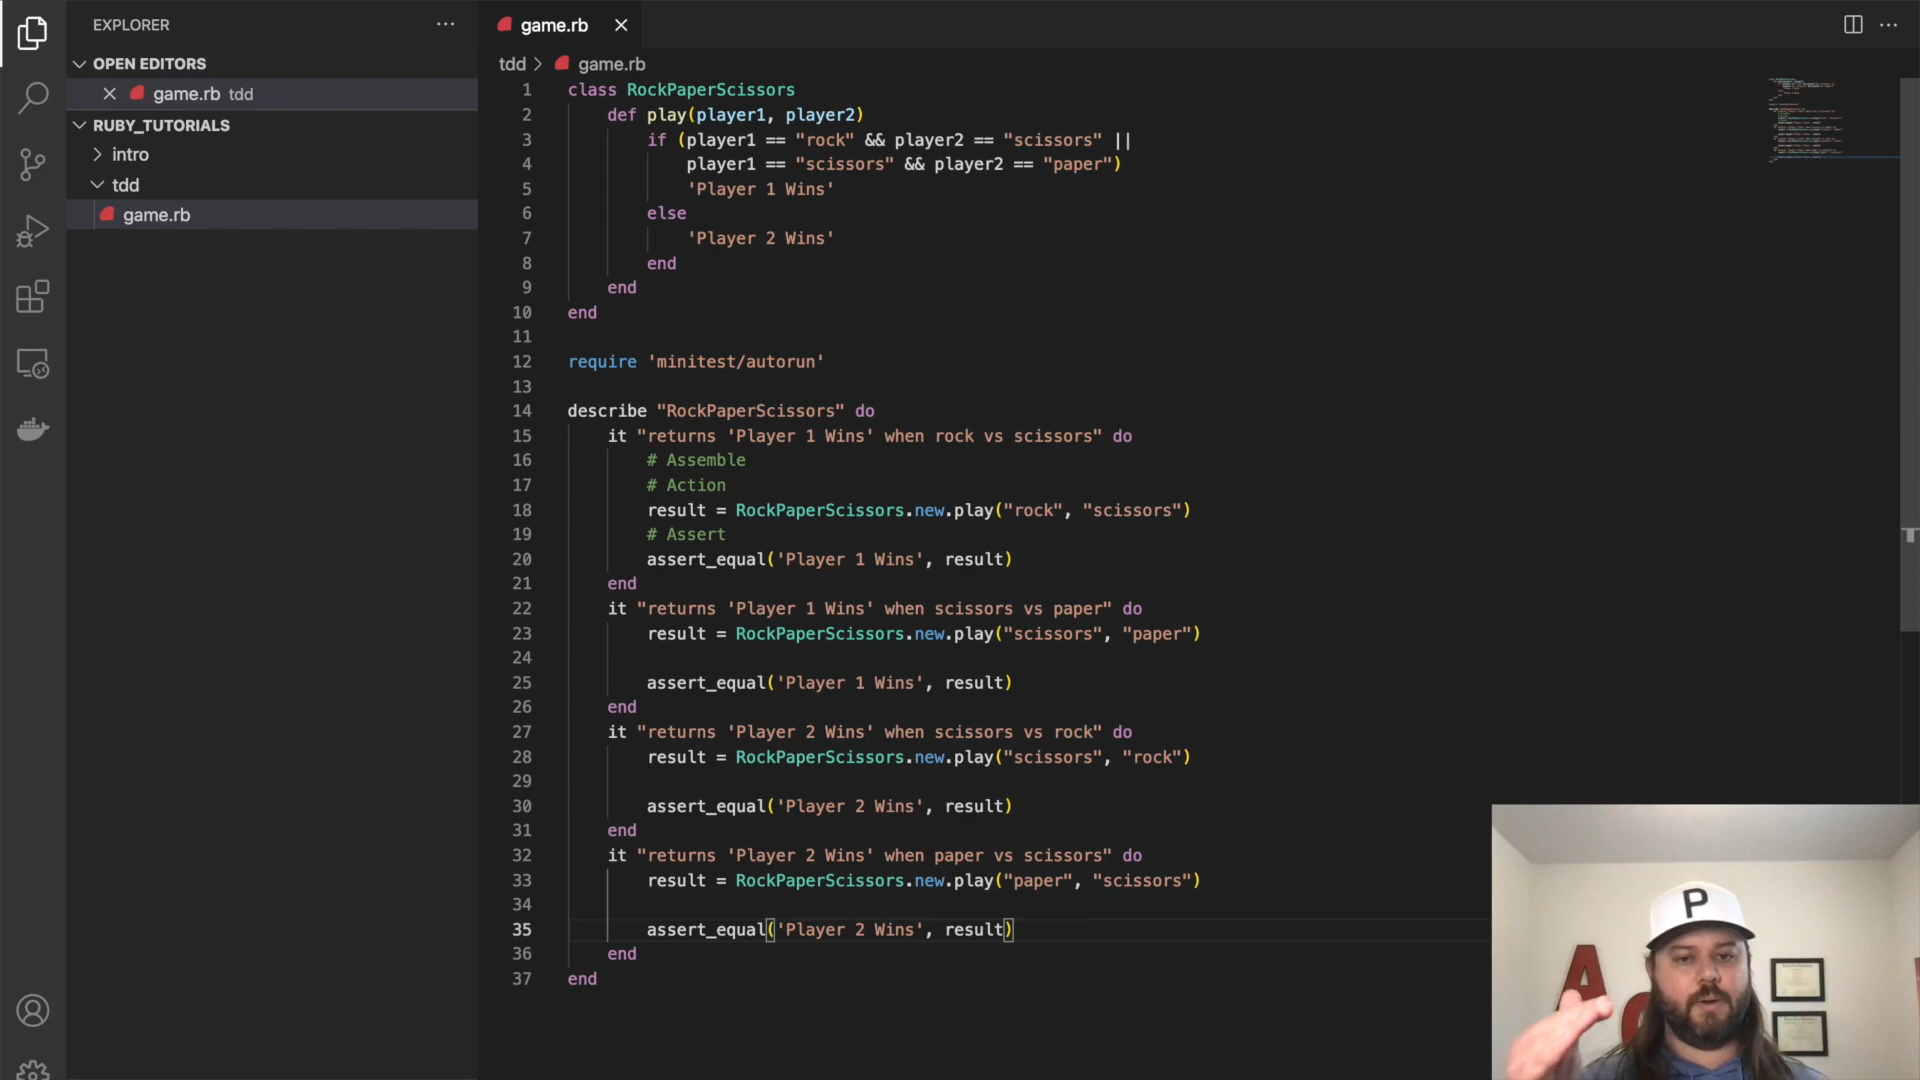 EXPLORER
OPEN EDITORS
game.rb tdd
RUBY_TUTORIALS
intro
tdd
game.rb
game.rb
tdd > game.rb
1 class RockPaperScissors
2 def play(player1, player2)
3 if (player1 == "rock" && player2 == "scissors" ||
4 player1 == "scissors" && player2 == "paper")
5 'Player 1 Wins'
6 else
7 'Player 2 Wins'
8 end
9 end
10 end
11
12 require 'minitest/autorun'
13
14 describe "RockPaperScissors" do
15 it "returns 'Player 1 Wins' when rock vs scissors" do
16 # Assemble
17 # Action
18 result = RockPaperScissors.new.play("rock", "scissors")
19 # Assert
20 assert_equal('Player 1 Wins', result)
21 end
22 it "returns 'Player 1 Wins' when scissors vs paper" do
23 result = RockPaperScissors.new.play("scissors", "paper")
24
25 assert_equal('Player 1 Wins', result)
26 end
27 it "returns 'Player 2 Wins' when scissors vs rock" do
28 result = RockPaperScissors.new.play("scissors", "rock")
29
30 assert_equal('Player 2 Wins', result)
31 end
32 it "returns 'Player 2 Wins' when paper vs scissors" do
33 result = RockPaperScissors.new.play("paper", "scissors")
34
35 assert_equal('Player 2 Wins', result)
36 end
37 end
P
A